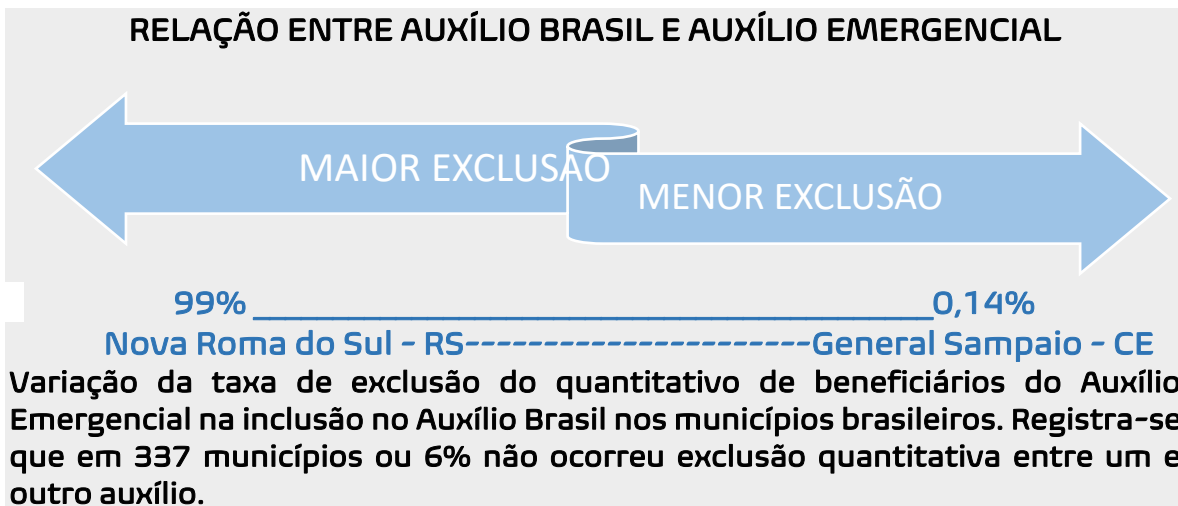 RELAÇÃO ENTRE AUXÍLIO BRASIL E AUXÍLIO EMERGENCIAL
MAIOR EXCLUSÃO
MENOR EXCLUSÃO
99%___________________________________________0,14%
Nova Roma do Sul - RS----------------------General Sampaio - CE
Variação da taxa de exclusão do quantitativo de beneficiários do Auxílio
Emergencial na inclusão no Auxílio Brasil nos municípios brasileiros. Registra-se
que em 337 municípios ou 6% não ocorreu exclusão quantitativa entre um e
outro auxílio.